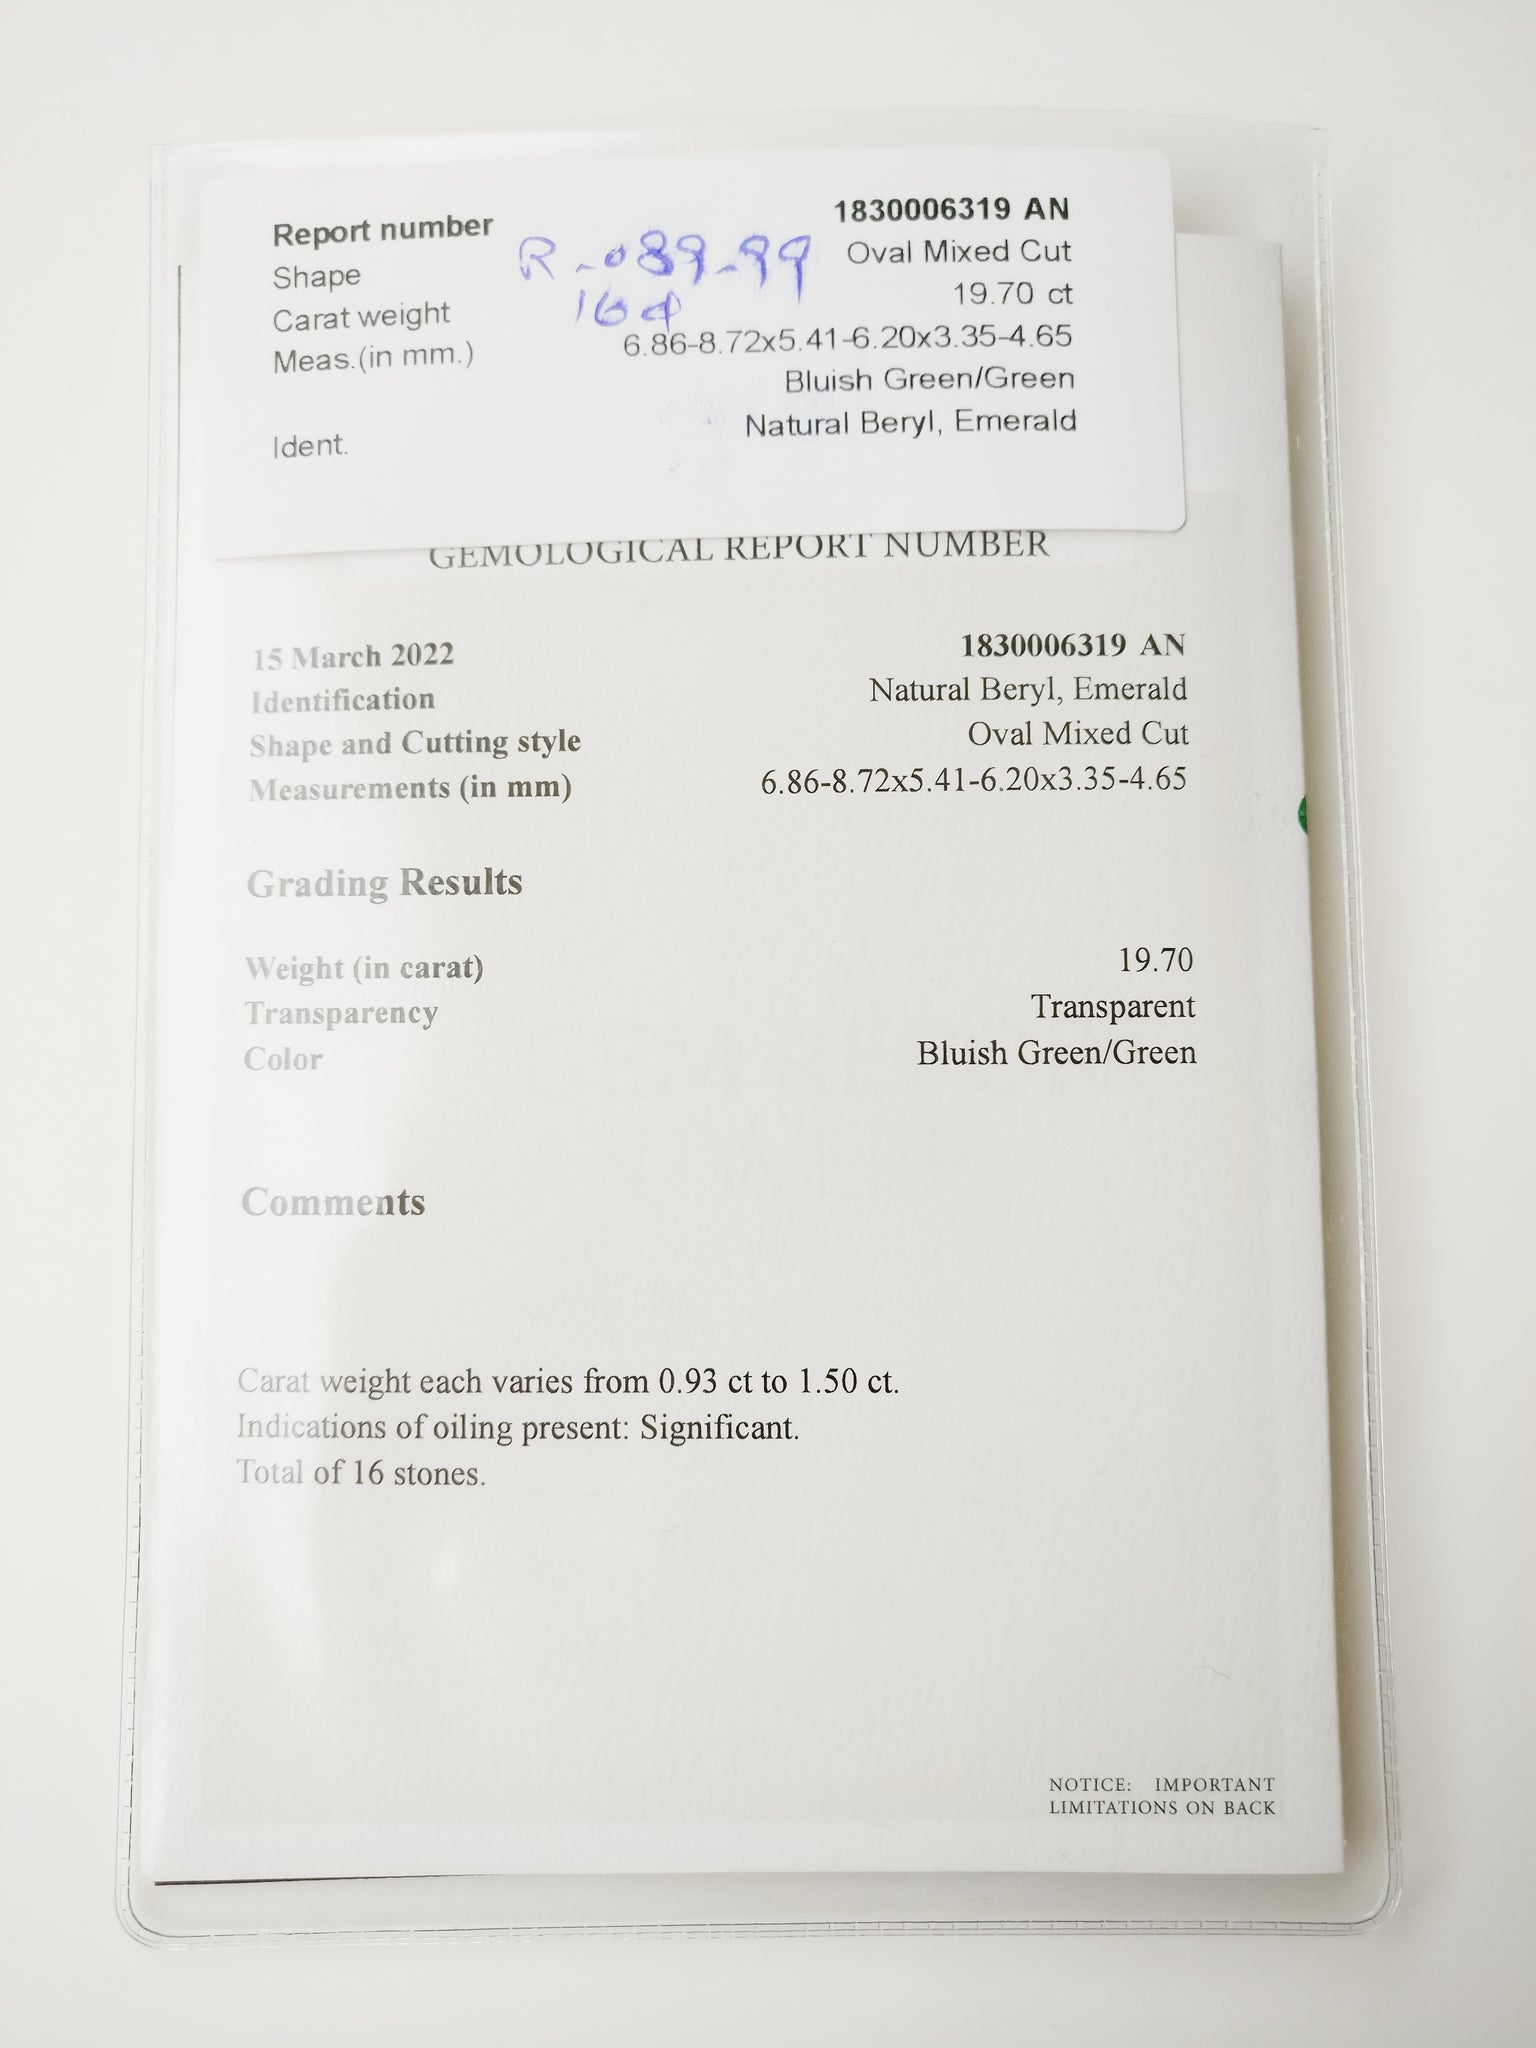 Report number 1830006319 AN
Shape R-089-99 Oval Mixed Cut
Carat weight 19.70 ct
Meas.(in mm.) 6.86-8.72x5.41-6.20x3.35-4.65
Bluish Green/Green
Ident. Natural Beryl, Emerald
GEMOLOGICAL REPORT NUMBER
15 March 2022 1830006319 AN
Identification Natural Beryl, Emerald
Shape and Cutting style Oval Mixed Cut
Measurements (in mm) 6.86-8.72x5.41-6.20x3.35-4.65
Grading Results
Weight (in carat) 19.70
Transparency Transparent
Color Bluish Green/Green
Comments
Carat weight each varies from 0.93 ct to 1.50 ct.
Indications of oiling present: Significant.
Total of 16 stones.
NOTICE: IMPORTANT
LIMITATIONS ON BACK